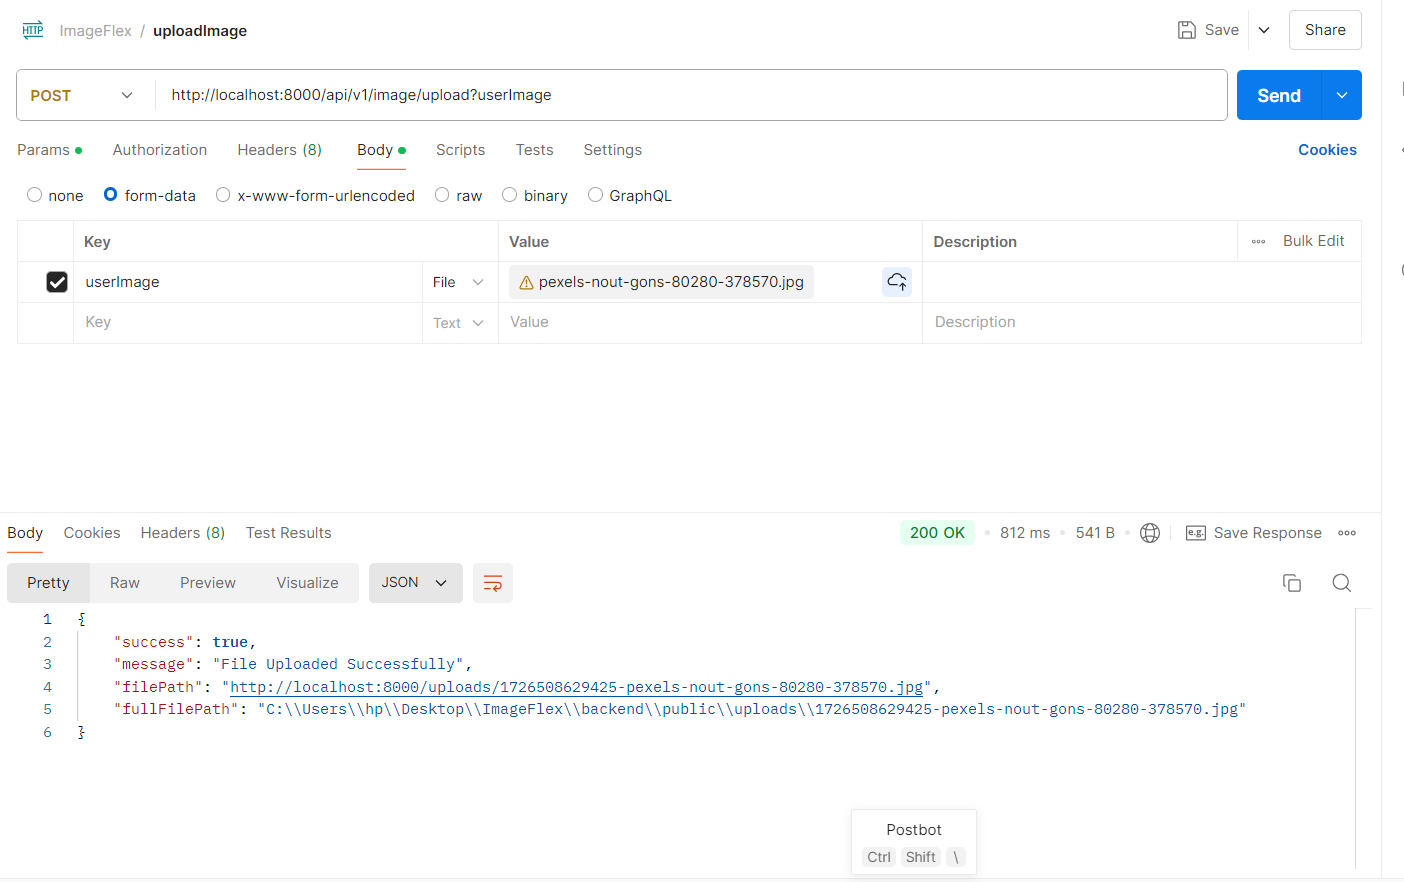 HTTP ImageFlex / uploadImage Save Share
POST http://localhost:8000/api/v1/image/upload?userImage Send
Params Authorization Headers (8) Body Scripts Tests Settings Cookies
none form-data x-www-form-urlencoded raw binary GraphQL
Key Value Description Bulk Edit
userImage File pexels-nout-gons-80280-378570.jpg
Key Text Value Description
Body Cookies Headers (8) Test Results 200 OK 812 ms 541 B e.g. Save Response
Pretty Raw Preview Visualize JSON
1 {
2 "success": true,
3 "message": "File Uploaded Successfully",
4 "filePath": "http://localhost:8000/uploads/1726508629425-pexels-nout-gons-80280-378570.jpg",
5 "fullFilePath": "C:\\Users\\hp\\Desktop\\ImageFlex\\backend\\public\\uploads\\1726508629425-pexels-nout-gons-80280-378570.jpg"
6 }
Postbot
Ctrl Shift \